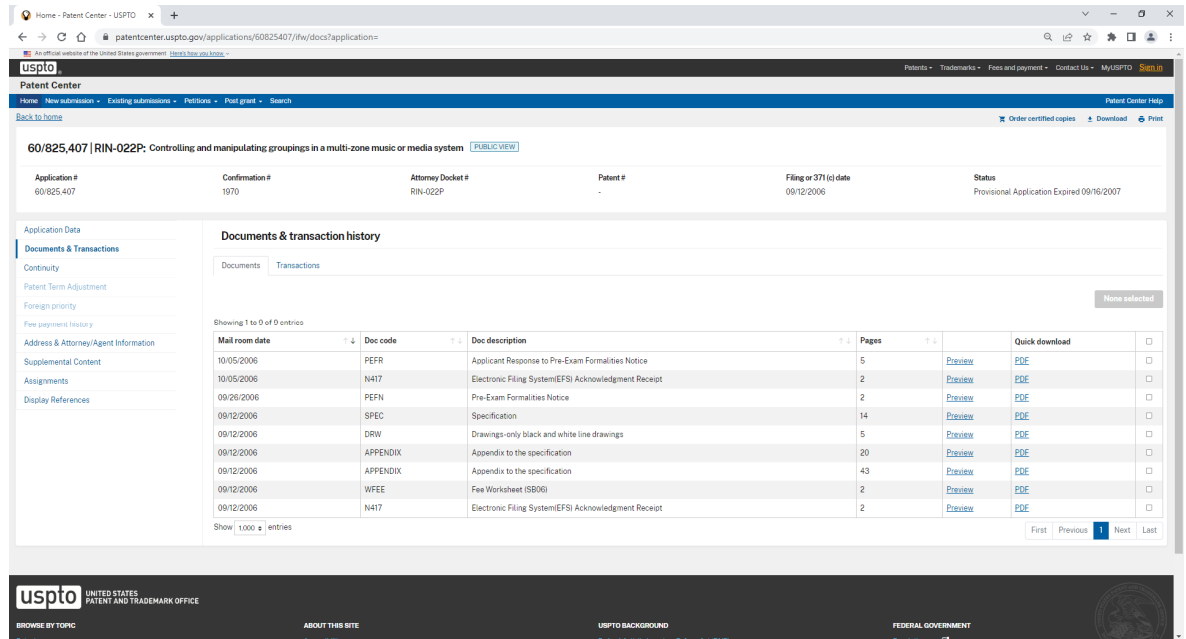 Home - Patent Center - USPTO
patentcenter.uspto.gov/applications/60825407/ifw/docs?application=
An official website of the United States government Here's how you know
uspto Patents Trademarks Fees and payment Contact Us MyUSPTO Sign in
Patent Center
Home New submission Existing submissions Petitions Post grant Search Patent Center Help
Back to home Order certified copies Download Print
60/825,407 | RIN-022P: Controlling and manipulating groupings in a multi-zone music or media system PUBLIC VIEW
Application # Confirmation # Attorney Docket # Patent # Filing or 371 (c) date Status
60/825,407 1970 RIN-022P - 09/12/2006 Provisional Application Expired 09/16/2007
Application Data
Documents & Transactions
Continuity
Patent Term Adjustment
Foreign priority
Fee payment history
Address & Attorney/Agent Information
Supplemental Content
Assignments
Display References
Documents & transaction history
Documents Transactions
None selected
Showing 1 to 9 of 9 entries
Mail room date Doc code Doc description Pages Quick download
10/05/2006 PEFR Applicant Response to Pre-Exam Formalities Notice 5 Preview PDF
10/05/2006 N417 Electronic Filing System(EFS) Acknowledgment Receipt 2 Preview PDF
09/26/2006 PEFN Pre-Exam Formalities Notice 2 Preview PDF
09/12/2006 SPEC Specification 14 Preview PDF
09/12/2006 DRW Drawings-only black and white line drawings 5 Preview PDF
09/12/2006 APPENDIX Appendix to the specification 20 Preview PDF
09/12/2006 APPENDIX Appendix to the specification 43 Preview PDF
09/12/2006 WFEE Fee Worksheet (SB06) 2 Preview PDF
09/12/2006 N417 Electronic Filing System(EFS) Acknowledgment Receipt 2 Preview PDF
Show 1,000 entries First Previous 1 Next Last
uspto UNITED STATES
PATENT AND TRADEMARK OFFICE
BROWSE BY TOPIC ABOUT THIS SITE USPTO BACKGROUND FEDERAL GOVERNMENT